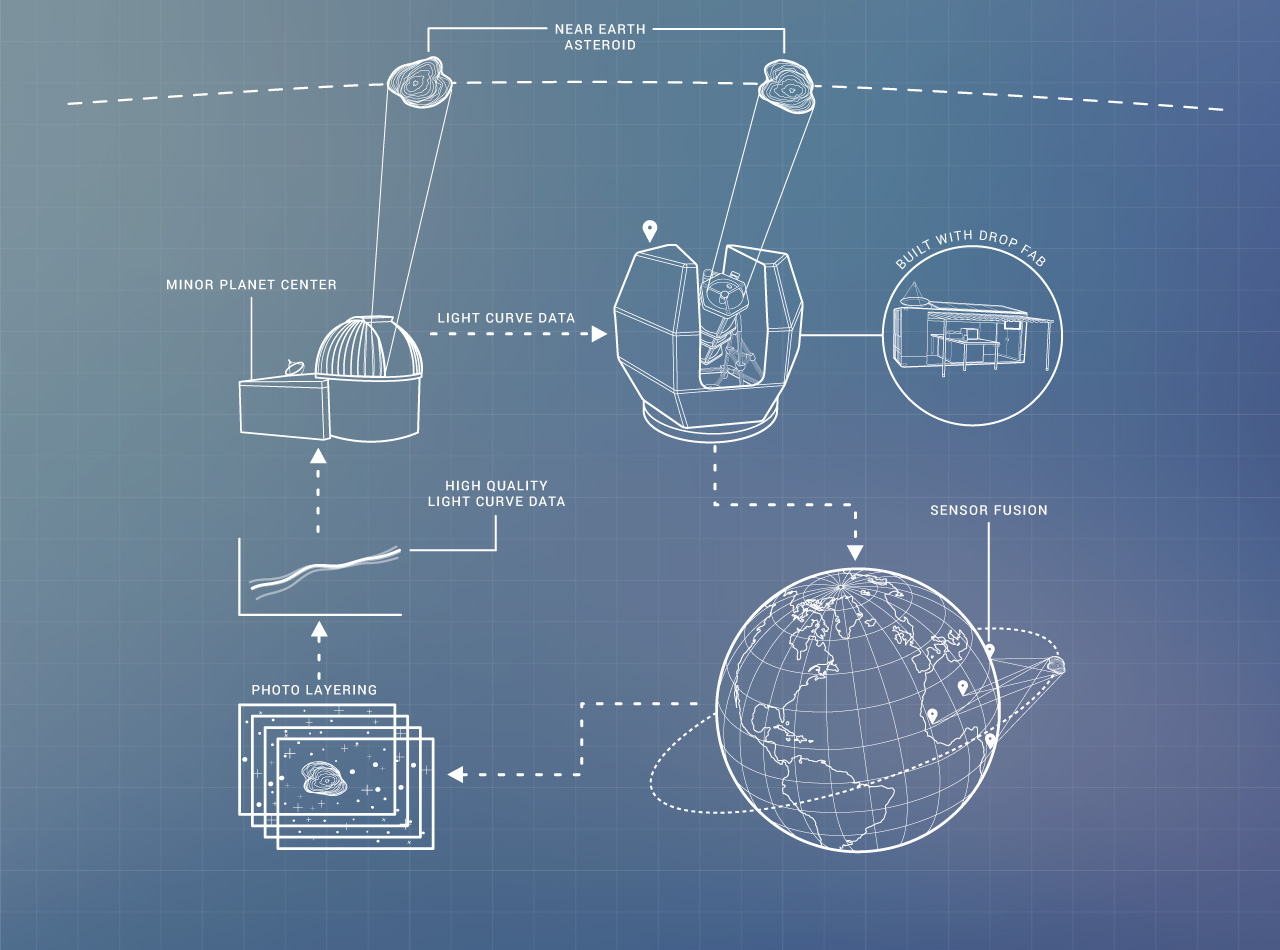 NEAR EARTH
ASTEROID
BUILT WITH DROP FAB
MINOR PLANET CENTER
LIGHT CURVE DATA
HIGH QUALITY
LIGHT CURVE DATA
SENSOR FUSION
PHOTO LAYERING